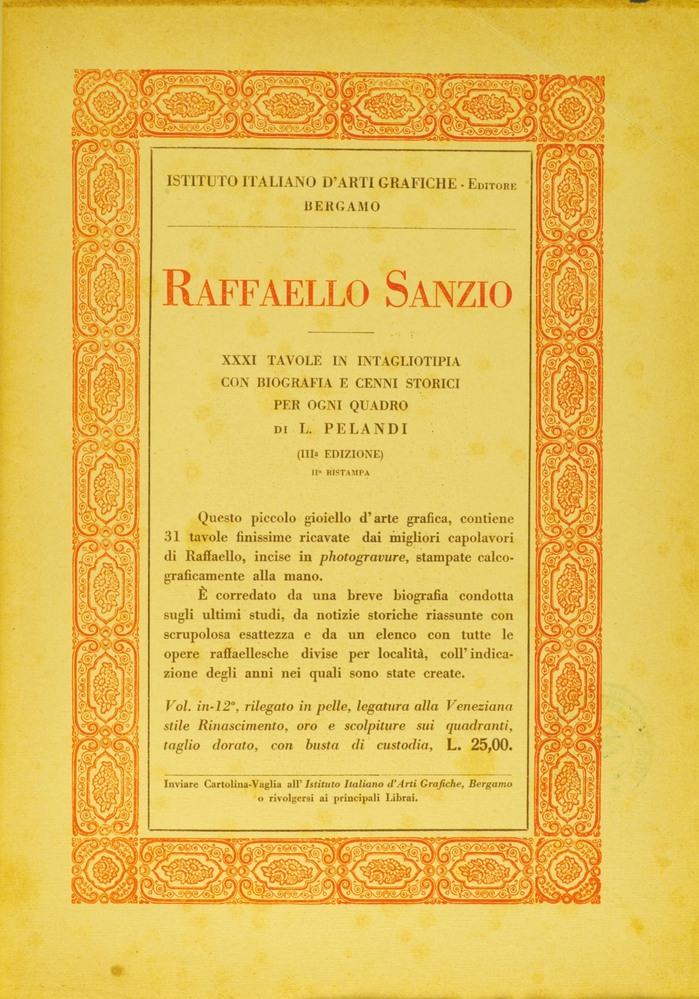 ISTITUTO ITALIANO D'ARTI GRAFICHE - EDITORE
BERGAMO
RAFFAELLO SANZIO
XXXI TAVOLE IN INTAGLIOTIPIA
CON BIOGRAFIA E CENNI STORICI
PER OGNI QUADRO
DI L. PELANDI
(IIIª EDIZIONE)
IIª RISTAMPA
Questo piccolo gioiello d'arte grafica, contiene
31 tavole finissime ricavate dai migliori capolavori
di Raffaello, incise in photogravure, stampate calco-
graficamente alla mano.
È corredato da una breve biografia condotta
sugli ultimi studi, da notizie storiche riassunte con
scrupolosa esattezza e da un elenco con tutte le
opere raffaellesche divise per località, coll'indica-
zione degli anni nei quali sono state create.
Vol. in-12º, rilegato in pelle, legatura alla Veneziana
stile Rinascimento, oro e scolpiture sui quadranti,
taglio dorato, con busta di custodia, L. 25,00.
Inviare Cartolina-Vaglia all'Istituto Italiano d'Arti Grafiche, Bergamo
o rivolgersi ai principali Librai.